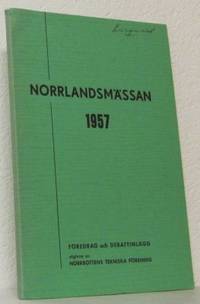 NORRLANDSMÄSSAN
1957
FÖREDRAG och DEBATTINLÄGG
utgivna av
NORRBOTTENS TEKNISKA FÖRENING